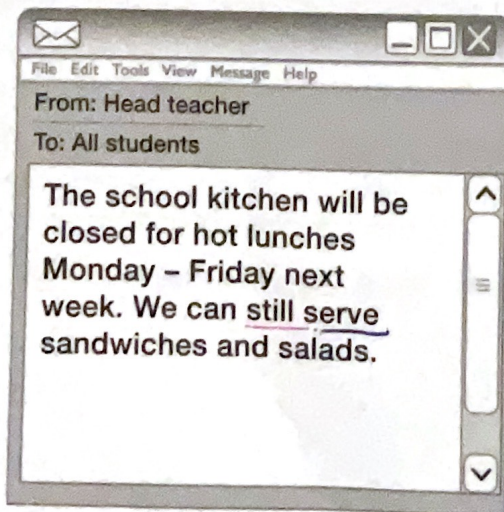 File Edit Tools View Message Help
From: Head teacher
To: All students
The school kitchen will be
closed for hot lunches
Monday – Friday next
week. We can still serve
sandwiches and salads.